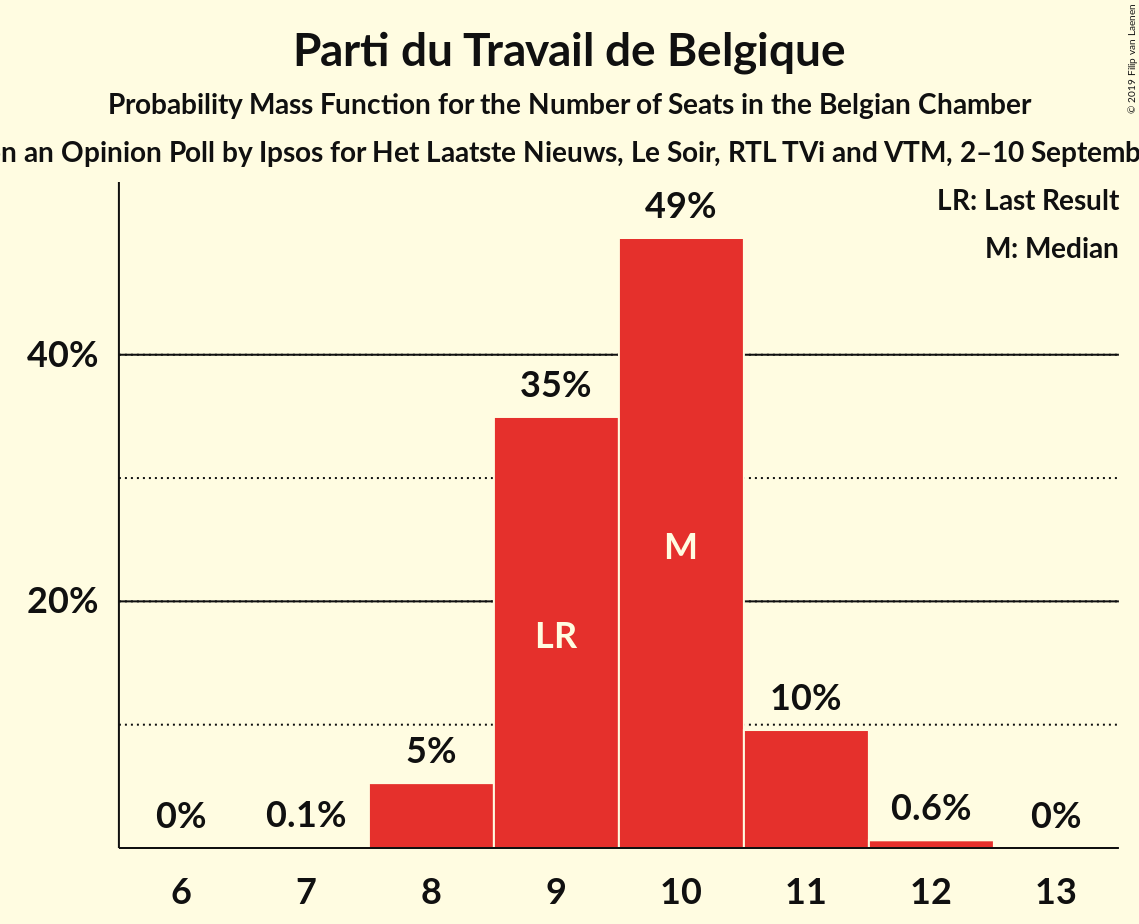 Parti du Travail de Belgique
Probability Mass Function for the Number of Seats in the Belgian Chamber
an Opinion Poll by Ipsos for Het Laatste Nieuws, Le Soir, RTL TVi and VTM, 2–10
© 2019 Filip van Laenen
LR: Last Result
M: Median
49%
40%
35%
M
20%
LR
10%
5%
0%
0.1%
0.6%
0%
6 7 8 9 10 11 12 13